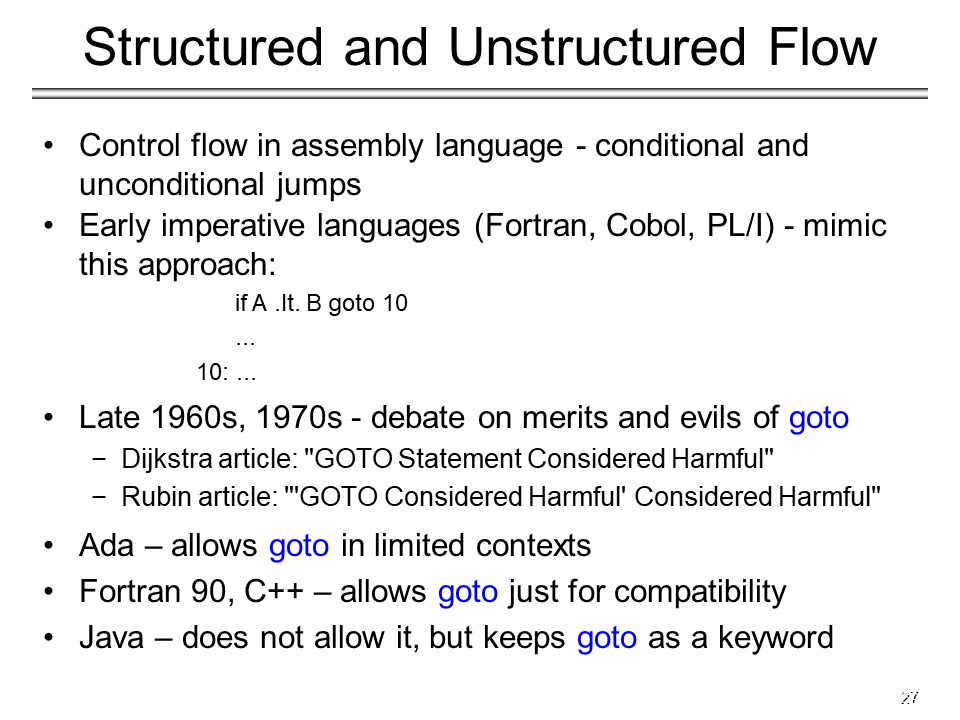 Structured and Unstructured Flow
• Control flow in assembly language - conditional and
unconditional jumps
• Early imperative languages (Fortran, Cobol, PL/I) - mimic
this approach:
if A .lt. B goto 10
...
10: ...
• Late 1960s, 1970s - debate on merits and evils of goto
− Dijkstra article: "GOTO Statement Considered Harmful"
− Rubin article: "'GOTO Considered Harmful' Considered Harmful"
• Ada – allows goto in limited contexts
• Fortran 90, C++ – allows goto just for compatibility
• Java – does not allow it, but keeps goto as a keyword
27